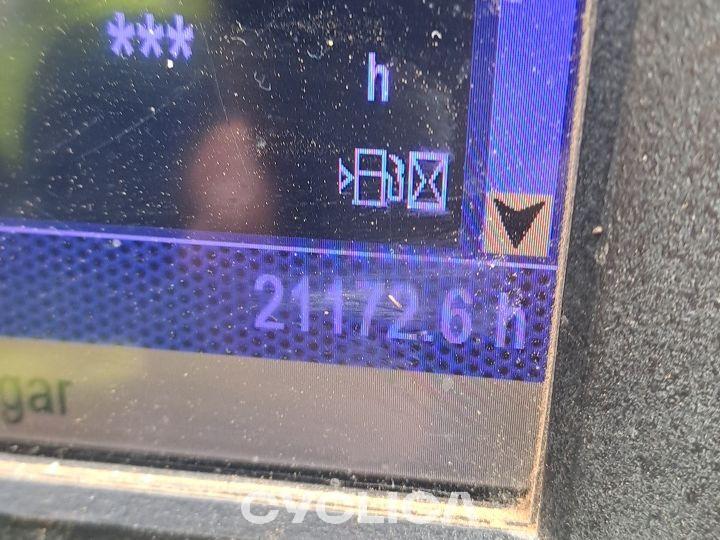 ***
h
21172.6 h
gar
CYCLICA